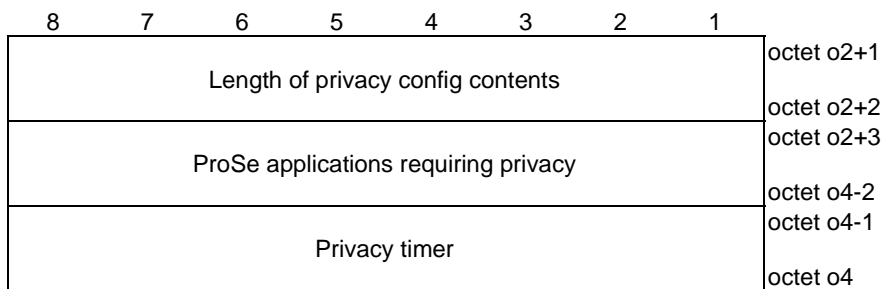 8 7 6 5 4 3 2 1
octet o2+1
Length of privacy config contents
octet o2+2
octet o2+3
ProSe applications requiring privacy
octet o4-2
octet o4-1
Privacy timer
octet o4